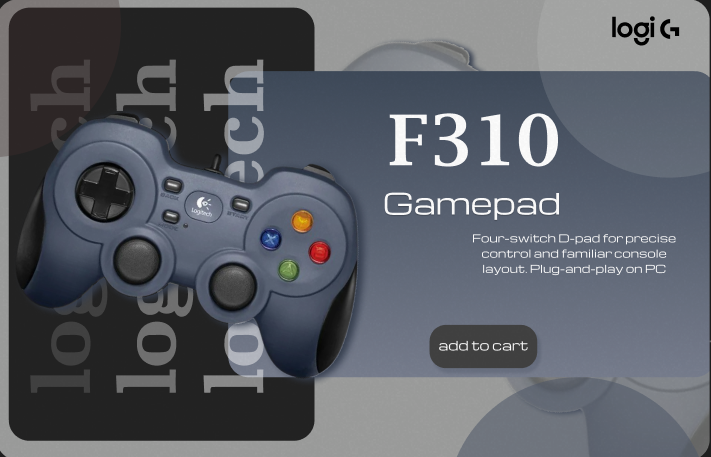 logi G
logitech
logitech
logitech
Logitech
F310
Gamepad
Four-switch D-pad for precise
control and familiar console
layout. Plug-and-play on PC
add to cart
X